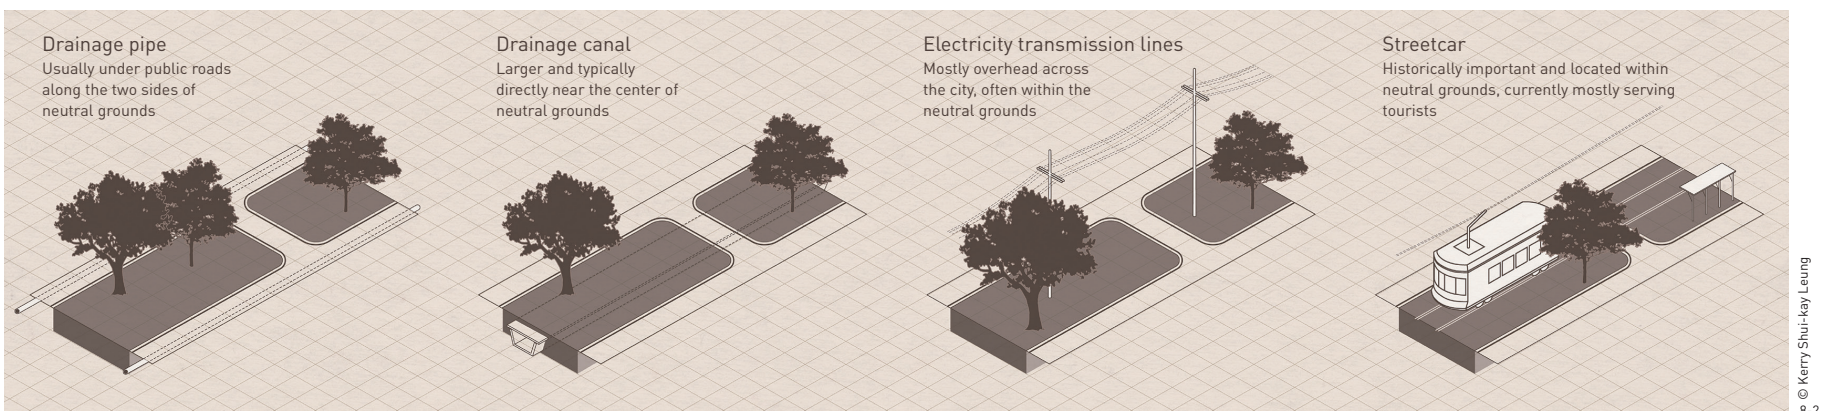 Drainage pipe
Usually under public roads
along the two sides of
neutral grounds
Drainage canal
Larger and typically
directly near the center of
neutral grounds
Electricity transmission lines
Mostly overhead across
the city, often within the
neutral grounds
Streetcar
Historically important and located within
neutral grounds, currently mostly serving
tourists
© Kerry Shui-kay Leung